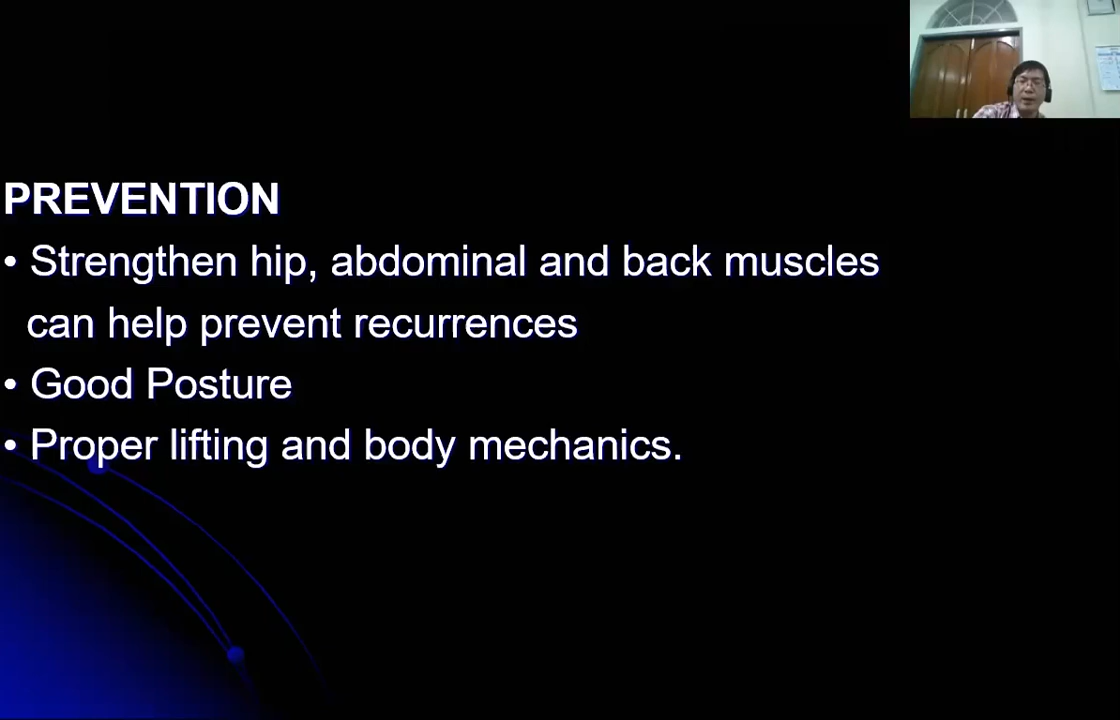 PREVENTION
• Strengthen hip, abdominal and back muscles
can help prevent recurrences
• Good Posture
• Proper lifting and body mechanics.